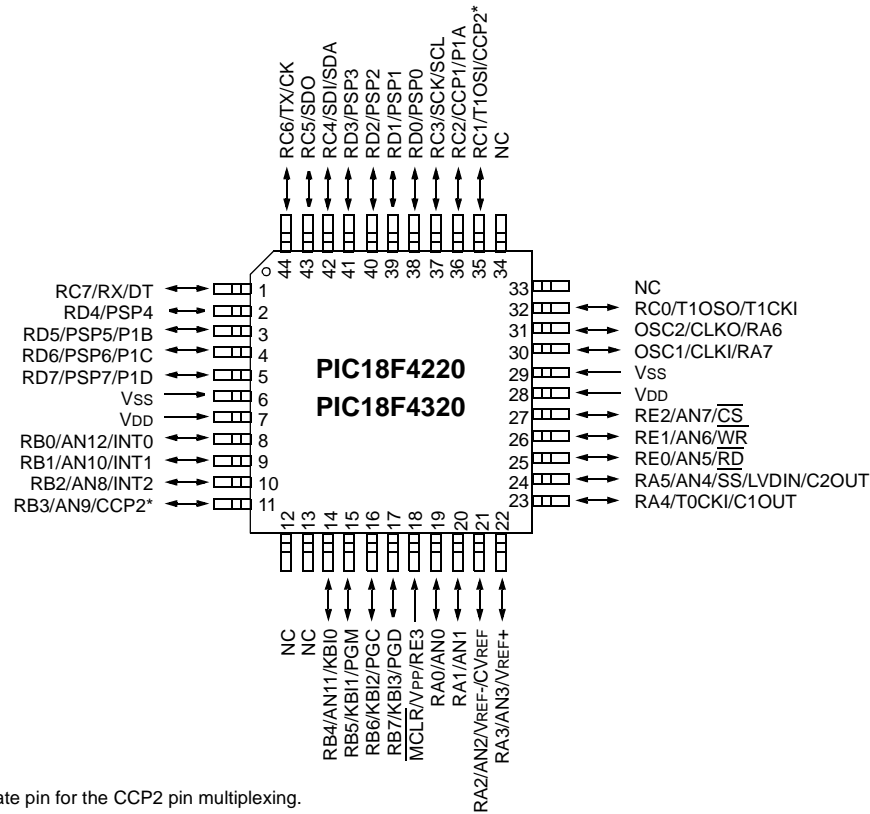 RC6/TX/CK
RC5/SDO
RC4/SDI/SDA
RD3/PSP3
RD2/PSP2
RD1/PSP1
RD0/PSP0
RC3/SCK/SCL
RC2/CCP1/P1A
RC1/T1OSI/CCP2*
NC
44
43
42
41
40
39
38
37
36
35
34
RC7/RX/DT 1
RD4/PSP4 2
RD5/PSP5/P1B 3
RD6/PSP6/P1C 4
RD7/PSP7/P1D 5
VSS 6
VDD 7
RB0/AN12/INT0 8
RB1/AN10/INT1 9
RB2/AN8/INT2 10
RB3/AN9/CCP2* 11
PIC18F4220
PIC18F4320
33 NC
32 RC0/T1OSO/T1CKI
31 OSC2/CLKO/RA6
30 OSC1/CLKI/RA7
29 VSS
28 VDD
27 RE2/AN7/CS
26 RE1/AN6/WR
25 RE0/AN5/RD
24 RA5/AN4/SS/LVDIN/C2OUT
23 RA4/T0CKI/C1OUT
12
13
14
15
16
17
18
19
20
21
22
NC
NC
RB4/AN11/KBI0
RB5/KBI1/PGM
RB6/KBI2/PGC
RB7/KBI3/PGD
MCLR/VPP/RE3
RA0/AN0
RA1/AN1
RA2/AN2/VREF-/CVREF
RA3/AN3/VREF+
pin for the CCP2 pin multiplexing.